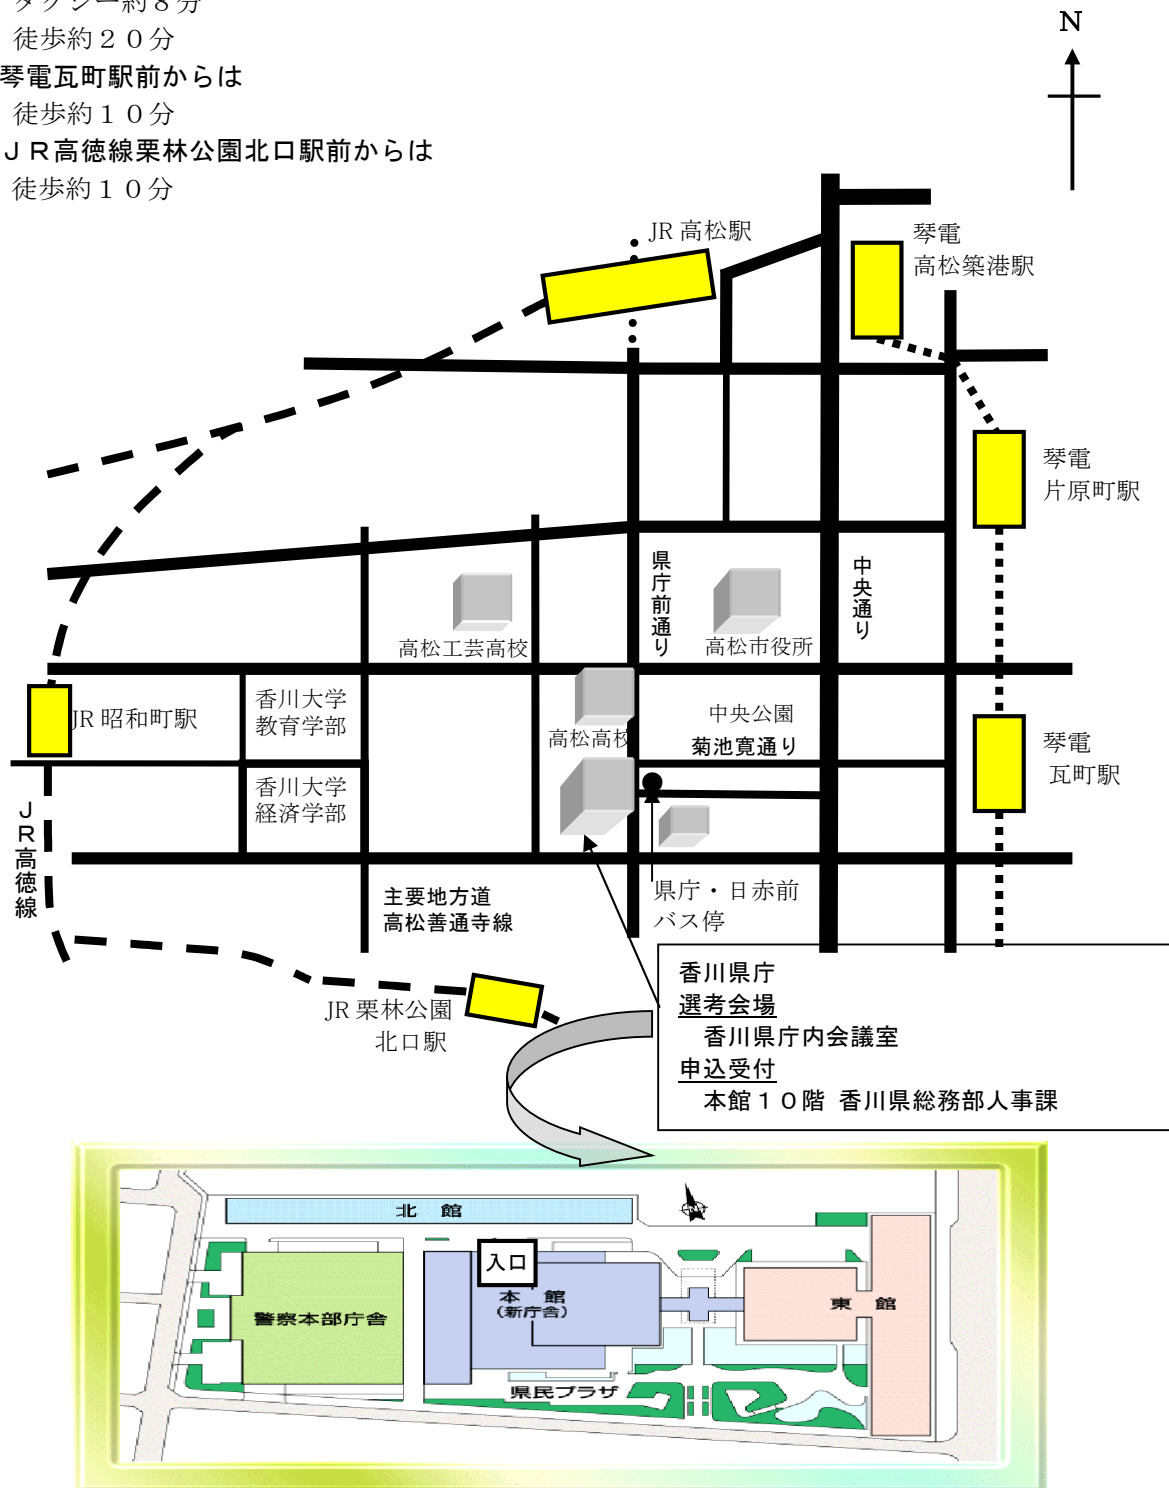 タクシー約８分
徒歩約２０分
琴電瓦町駅前からは
徒歩約１０分
ＪＲ高徳線栗林公園北口駅前からは
徒歩約１０分
N
JR 高松駅
琴電
高松築港駅
琴電
片原町駅
県庁前通り
中央通り
高松工芸高校
高松市役所
JR 昭和町駅
香川大学
教育学部
高松高校
中央公園
菊池寛通り
琴電
瓦町駅
香川大学
経済学部
ＪＲ高徳線
主要地方道
高松善通寺線
県庁・日赤前
バス停
JR 栗林公園
北口駅
香川県庁
選考会場
香川県庁内会議室
申込受付
本館１０階 香川県総務部人事課
北 館
入口
本 館
（新庁舎）
警察本部庁舎
東 館
県民プラザ